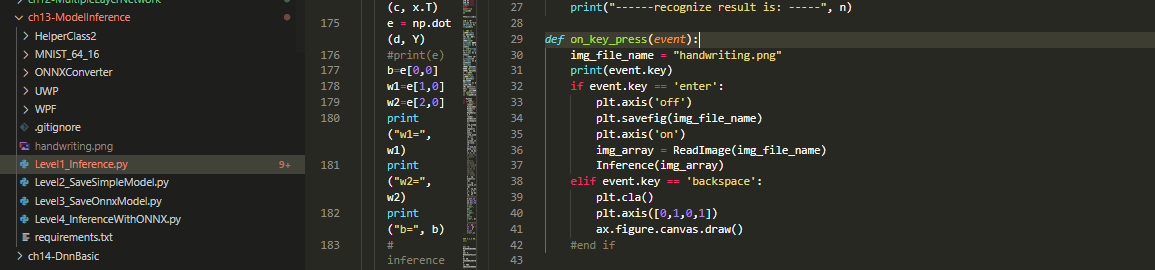 ch12-MultipleLayerNetwork
ch13-ModelInference
HelperClass2
MNIST_64_16
ONNXConverter
UWP
WPF
.gitignore
handwriting.png
Level1_Inference.py 9+
Level2_SaveSimpleModel.py
Level3_SaveOnnxModel.py
Level4_InferenceWithONNX.py
requirements.txt
ch14-DnnBasic
(c, x.T)
175 e = np.dot
(d, Y)
176 #print(e)
177 b=e[0,0]
178 w1=e[1,0]
179 w2=e[2,0]
180 print
("w1=",
w1)
181 print
("w2=",
w2)
182 print
("b=", b)
183 #
inference
27 print("------recognize result is: -----", n)
28
29 def on_key_press(event):
30 img_file_name = "handwriting.png"
31 print(event.key)
32 if event.key == 'enter':
33 plt.axis('off')
34 plt.savefig(img_file_name)
35 plt.axis('on')
36 img_array = ReadImage(img_file_name)
37 Inference(img_array)
38 elif event.key == 'backspace':
39 plt.cla()
40 plt.axis([0,1,0,1])
41 ax.figure.canvas.draw()
42 #end if
43